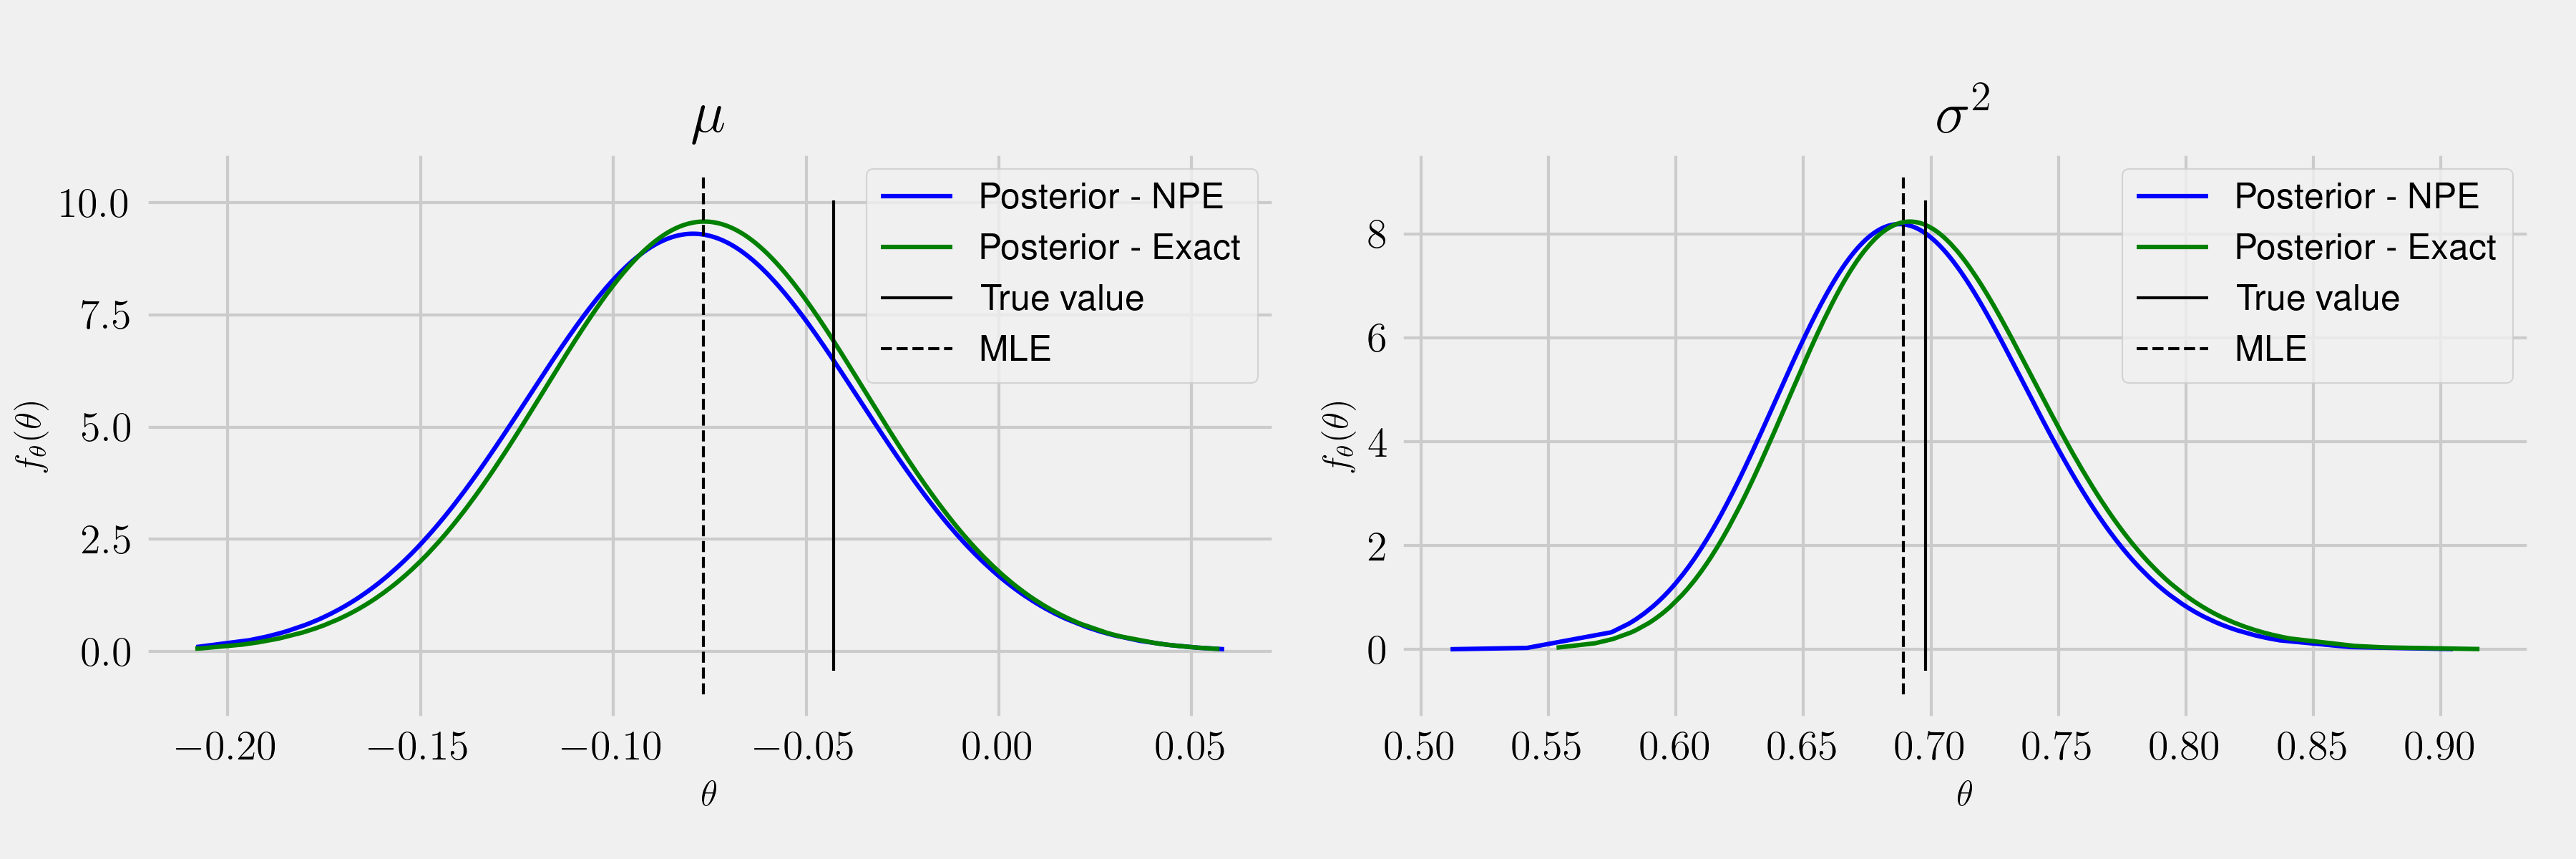 μ
10.0
7.5
5.0
2.5
0.0
f_θ(θ)
−0.20 −0.15 −0.10 −0.05 0.00 0.05
θ
Posterior - NPE
Posterior - Exact
True value
MLE
σ²
8
6
4
2
0
f_θ(θ)
0.50 0.55 0.60 0.65 0.70 0.75 0.80 0.85 0.90
θ
Posterior - NPE
Posterior - Exact
True value
MLE